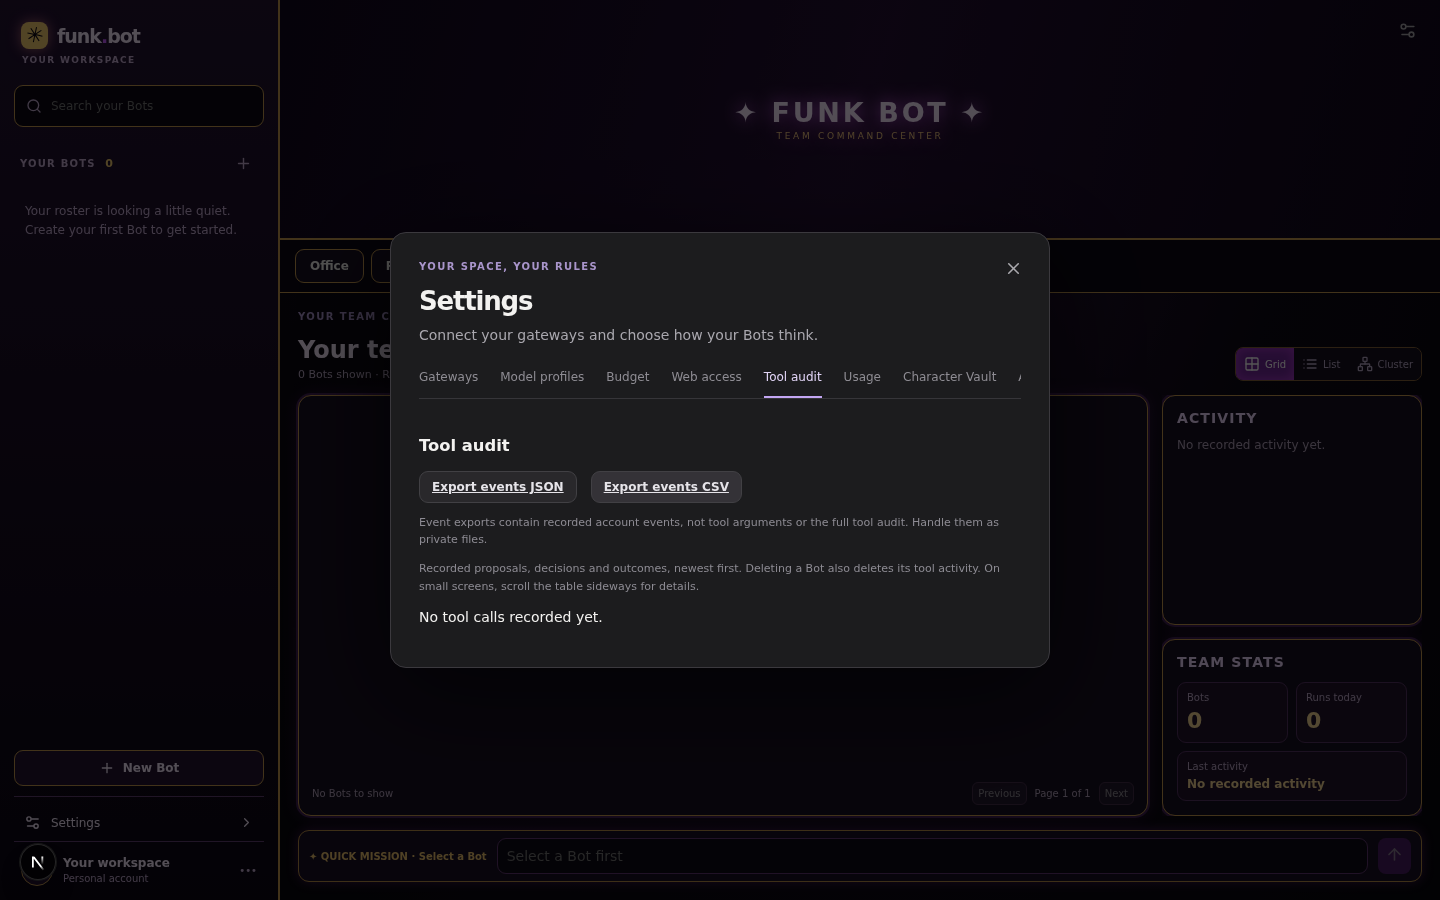 funk.bot
YOUR WORKSPACE
Search your Bots
YOUR BOTS 0
Your roster is looking a little quiet.
Create your first Bot to get started.
New Bot
Settings
N
Your workspace
Personal account
✦ FUNK BOT ✦
TEAM COMMAND CENTER
Office
YOUR TEAM
Your te
0 Bots shown
Grid
List
Cluster
YOUR SPACE, YOUR RULES
Settings
Connect your gateways and choose how your Bots think.
Gateways Model profiles Budget Web access Tool audit Usage Character Vault
Tool audit
Export events JSON
Export events CSV
Event exports contain recorded account events, not tool arguments or the full tool audit. Handle them as
private files.
Recorded proposals, decisions and outcomes, newest first. Deleting a Bot also deletes its tool activity. On
small screens, scroll the table sideways for details.
No tool calls recorded yet.
No Bots to show
Previous
Page 1 of 1
Next
ACTIVITY
No recorded activity yet.
TEAM STATS
Bots
0
Runs today
0
Last activity
No recorded activity
✦ QUICK MISSION · Select a Bot
Select a Bot first